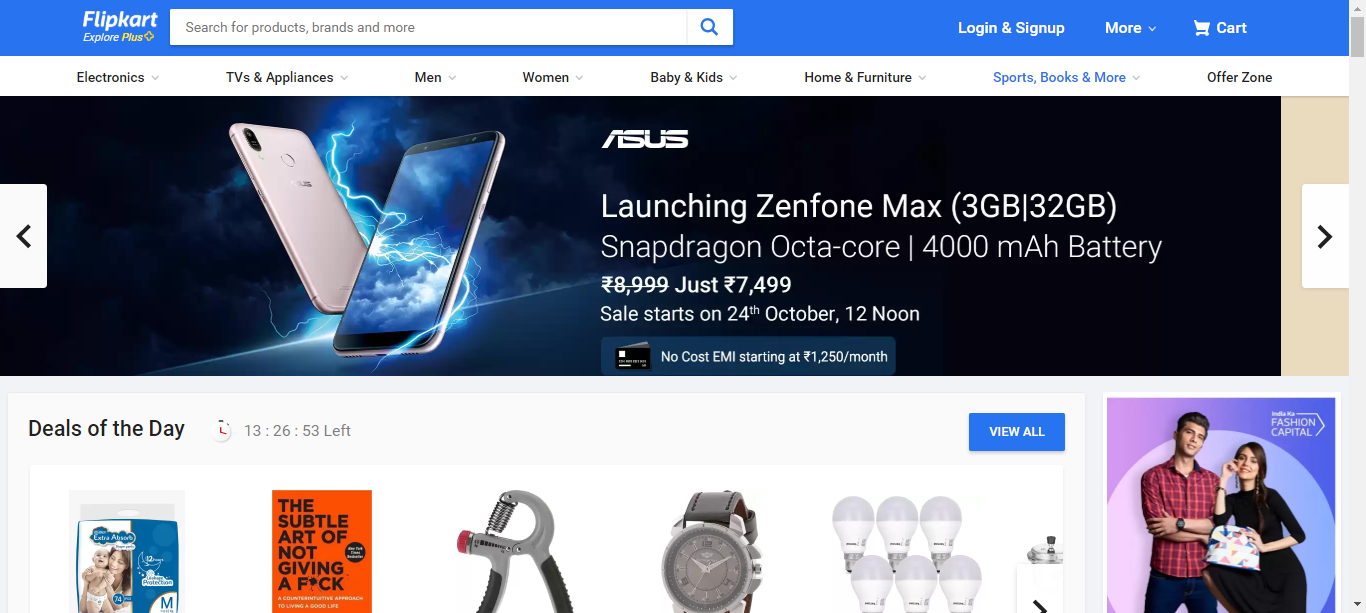 Flipkart
Explore Plus
Search for products, brands and more
Login & Signup
More
Cart
Electronics
TVs & Appliances
Men
Women
Baby & Kids
Home & Furniture
Sports, Books & More
Offer Zone
ASUS
ASUS
Launching Zenfone Max (3GB|32GB)
Snapdragon Octa-core | 4000 mAh Battery
₹8,999 Just ₹7,499
Sale starts on 24th October, 12 Noon
No Cost EMI starting at ₹1,250/month
Deals of the Day
13 : 26 : 53 Left
VIEW ALL
Extra Absorb
12
Protection
74
M
THE
SUBTLE
ART OF
NOT
GIVING
A F*CK
A COUNTERINTUITIVE APPROACH
TO LIVING A GOOD LIFE
India Ka
FASHION
CAPITAL